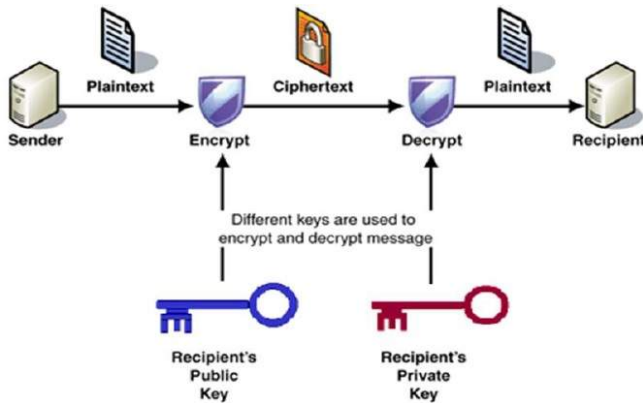 Plaintext
Ciphertext
Plaintext
Sender
Encrypt
Decrypt
Recipient
Different keys are used to
encrypt and decrypt message
Recipient's
Public
Key
Recipient's
Private
Key